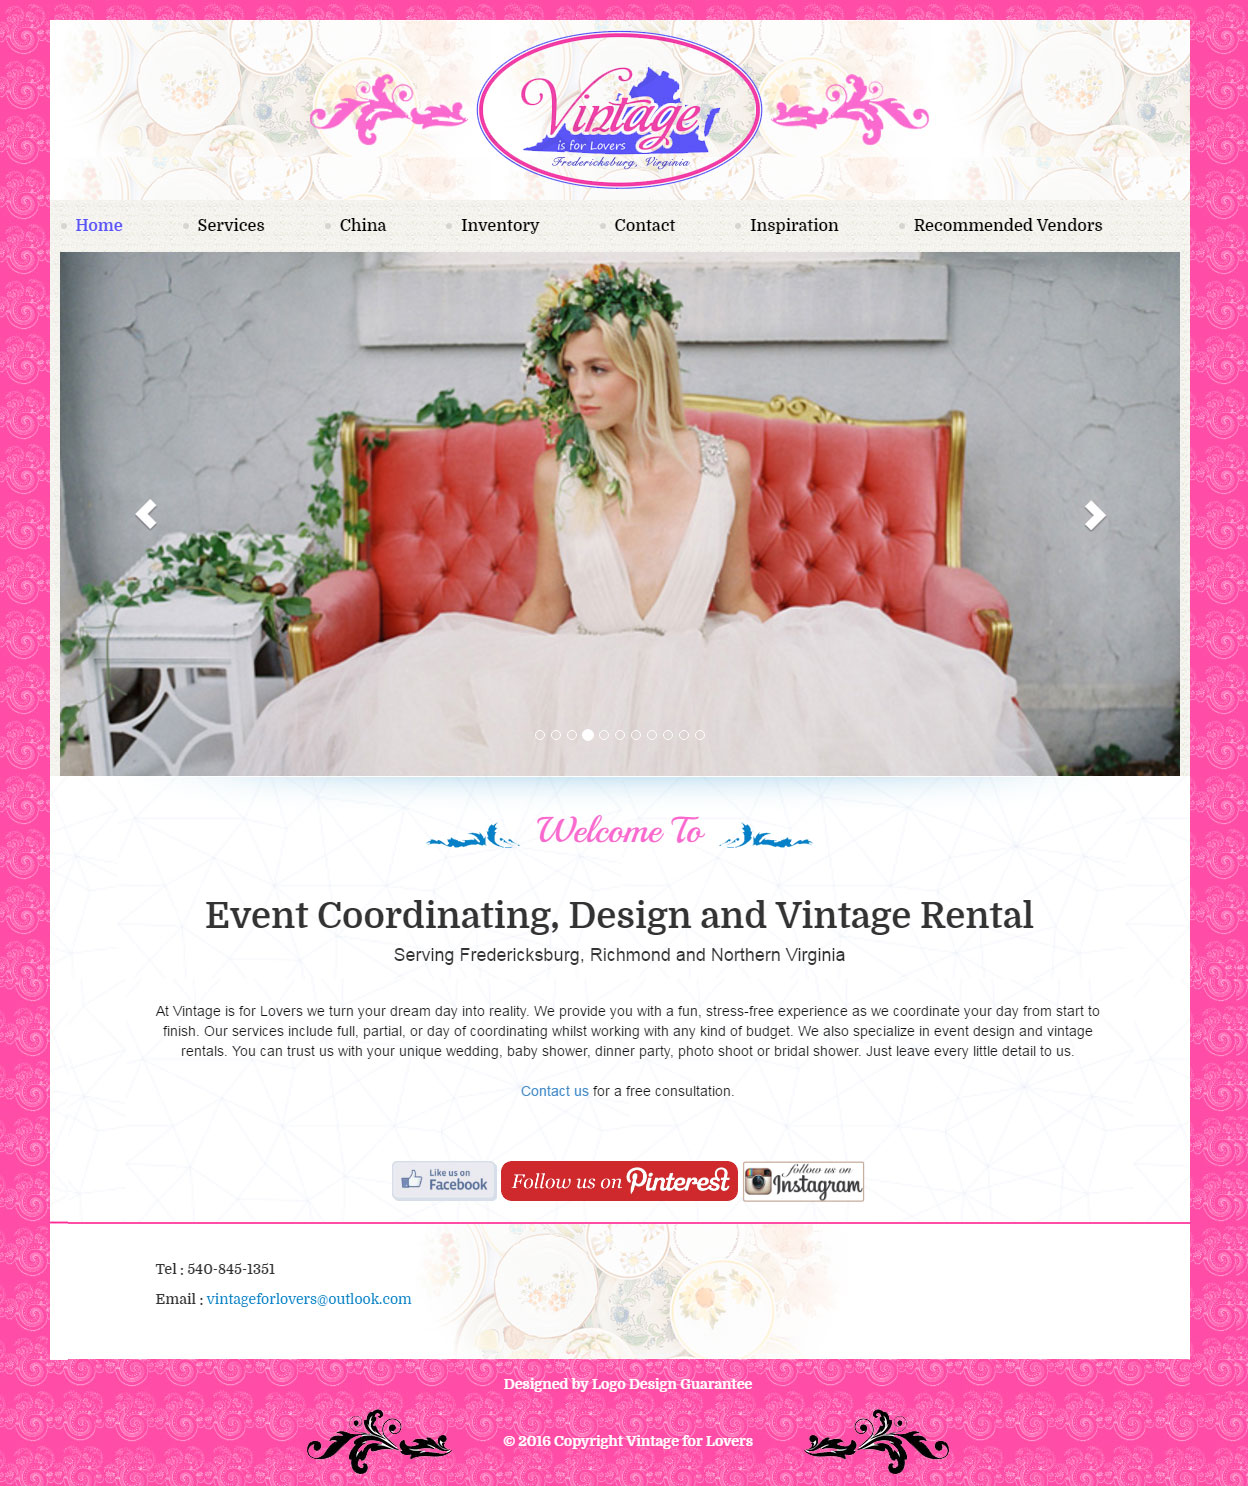 Vintage
is for Lovers
Fredericksburg, Virginia
Home Services China Inventory Contact Inspiration Recommended Vendors
Welcome To
Event Coordinating, Design and Vintage Rental
Serving Fredericksburg, Richmond and Northern Virginia
At Vintage is for Lovers we turn your dream day into reality. We provide you with a fun, stress-free experience as we coordinate your day from start to
finish. Our services include full, partial, or day of coordinating whilst working with any kind of budget. We also specialize in event design and vintage
rentals. You can trust us with your unique wedding, baby shower, dinner party, photo shoot or bridal shower. Just leave every little detail to us.
Contact us for a free consultation.
Like us on
Facebook
Follow us on Pinterest
follow us on
Instagram
Tel : 540-845-1351
Email : vintageforlovers@outlook.com
Designed by Logo Design Guarantee
© 2016 Copyright Vintage for Lovers